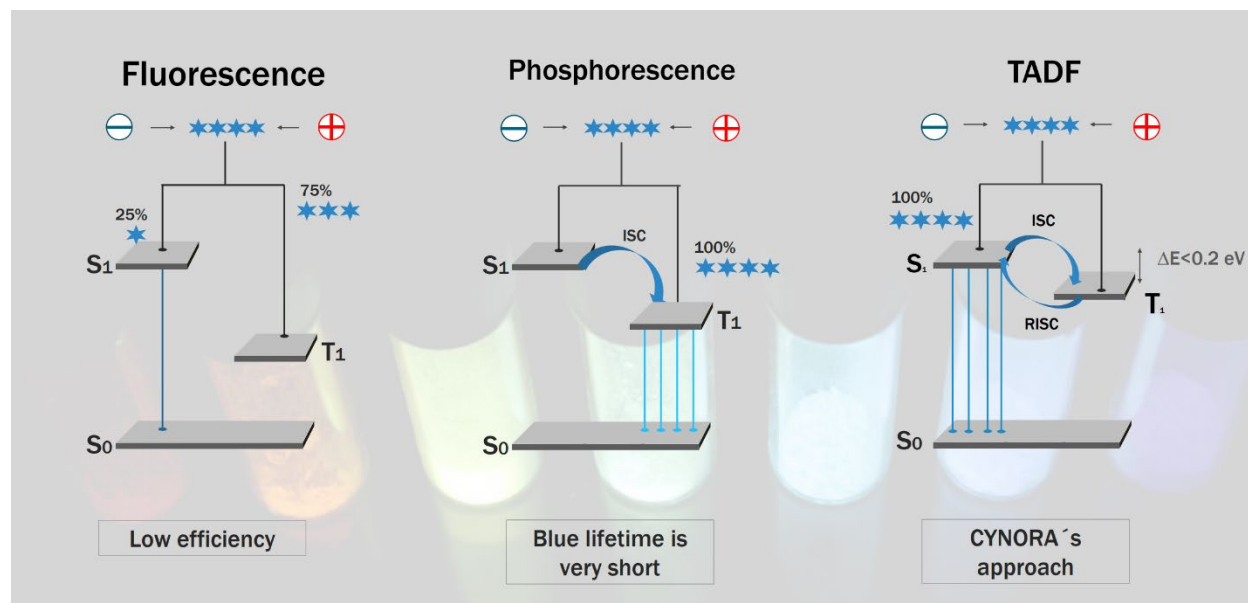 Fluorescence
25%
75%
S1
T1
S0
Low efficiency
Phosphorescence
ISC
100%
S1
T1
S0
Blue lifetime is
very short
TADF
100%
ISC
S1
ΔE<0.2 eV
T1
RISC
S0
CYNORA´s
approach